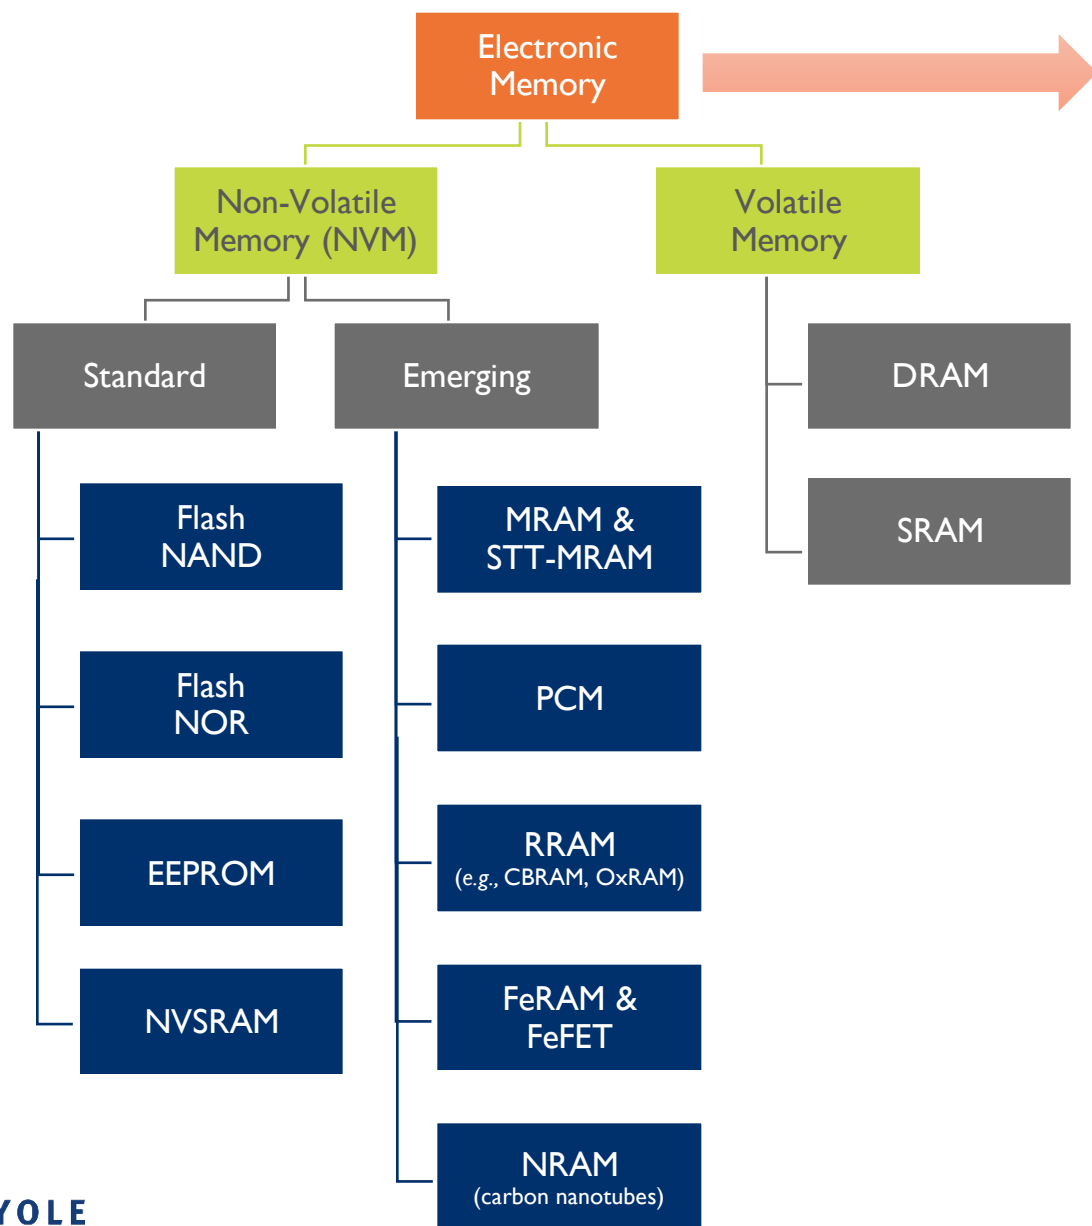 Electronic
Memory
Non-Volatile
Memory (NVM)
Volatile
Memory
Standard
Emerging
DRAM
SRAM
Flash
NAND
Flash
NOR
EEPROM
NVSRAM
MRAM &
STT-MRAM
PCM
RRAM
(e.g., CBRAM, OxRAM)
FeRAM &
FeFET
NRAM
(carbon nanotubes)
YOLE